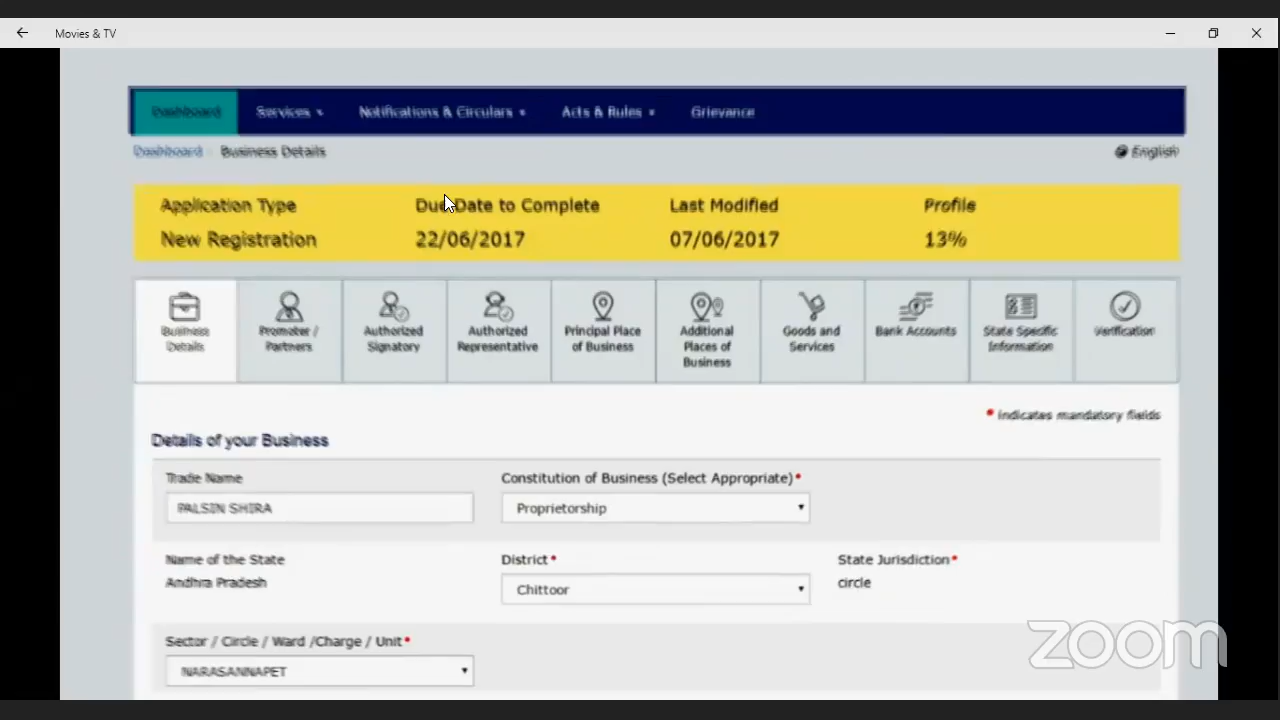 Movies & TV
Dashboard Services Notifications & Circulars Acts & Rules Grievance
Dashboard Business Details English
Application Type Due Date to Complete Last Modified Profile
New Registration 22/06/2017 07/06/2017 13%
Business Details
Promoter / Partners
Authorized Signatory
Authorized Representative
Principal Place of Business
Additional Places of Business
Goods and Services
Bank Accounts
State Specific Information
Verification
* indicates mandatory fields
Details of your Business
Trade Name Constitution of Business (Select Appropriate)*
PALSIN SHIRA Proprietorship
Name of the State District * State Jurisdiction*
Andhra Pradesh Chittoor circle
Sector / Circle / Ward /Charge / Unit*
NARASANNAPET
zoom